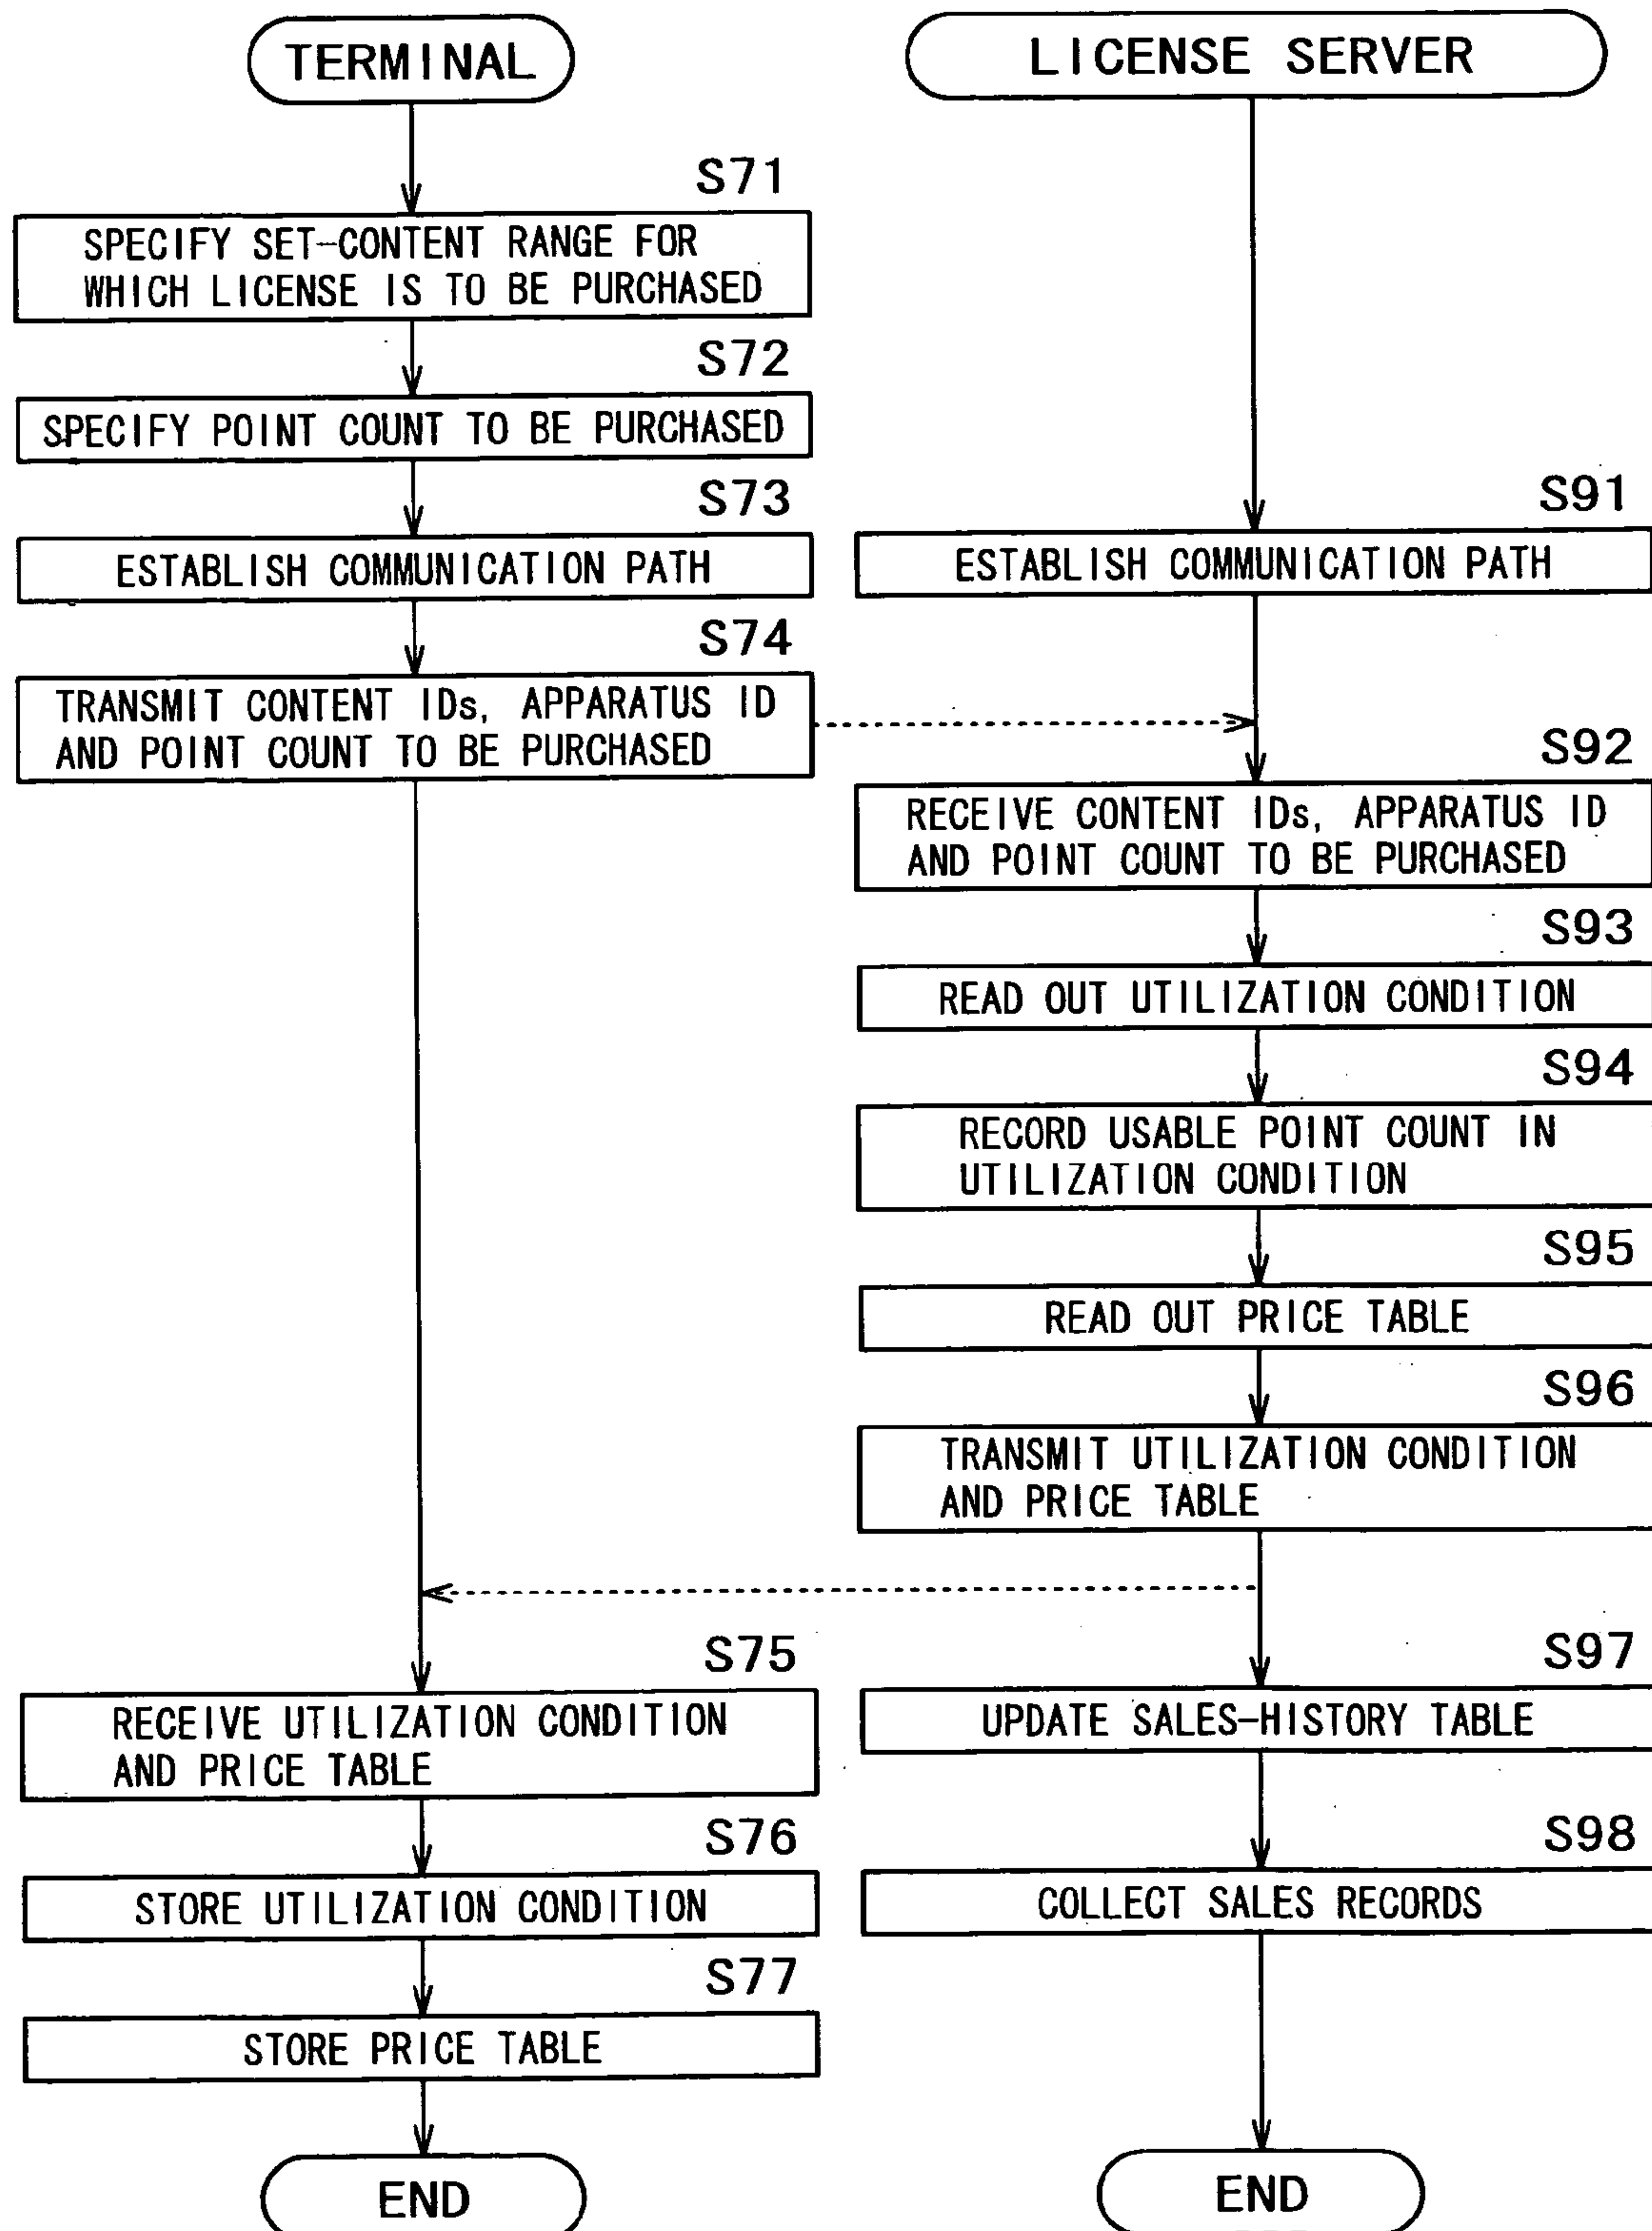 TERMINAL
LICENSE SERVER
S71
SPECIFY SET-CONTENT RANGE FOR
WHICH LICENSE IS TO BE PURCHASED
S72
SPECIFY POINT COUNT TO BE PURCHASED
S73
ESTABLISH COMMUNICATION PATH
S91
ESTABLISH COMMUNICATION PATH
S74
TRANSMIT CONTENT IDs, APPARATUS ID
AND POINT COUNT TO BE PURCHASED
S92
RECEIVE CONTENT IDs, APPARATUS ID
AND POINT COUNT TO BE PURCHASED
S93
READ OUT UTILIZATION CONDITION
S94
RECORD USABLE POINT COUNT IN
UTILIZATION CONDITION
S95
READ OUT PRICE TABLE
S96
TRANSMIT UTILIZATION CONDITION
AND PRICE TABLE
S75
RECEIVE UTILIZATION CONDITION
AND PRICE TABLE
S97
UPDATE SALES-HISTORY TABLE
S76
STORE UTILIZATION CONDITION
S98
COLLECT SALES RECORDS
S77
STORE PRICE TABLE
END
END